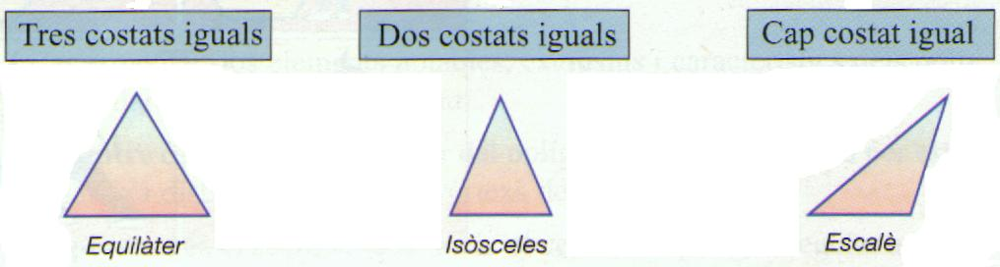 Tres costats iguals
Dos costats iguals
Cap costat igual
Equilàter
Isòsceles
Escalè